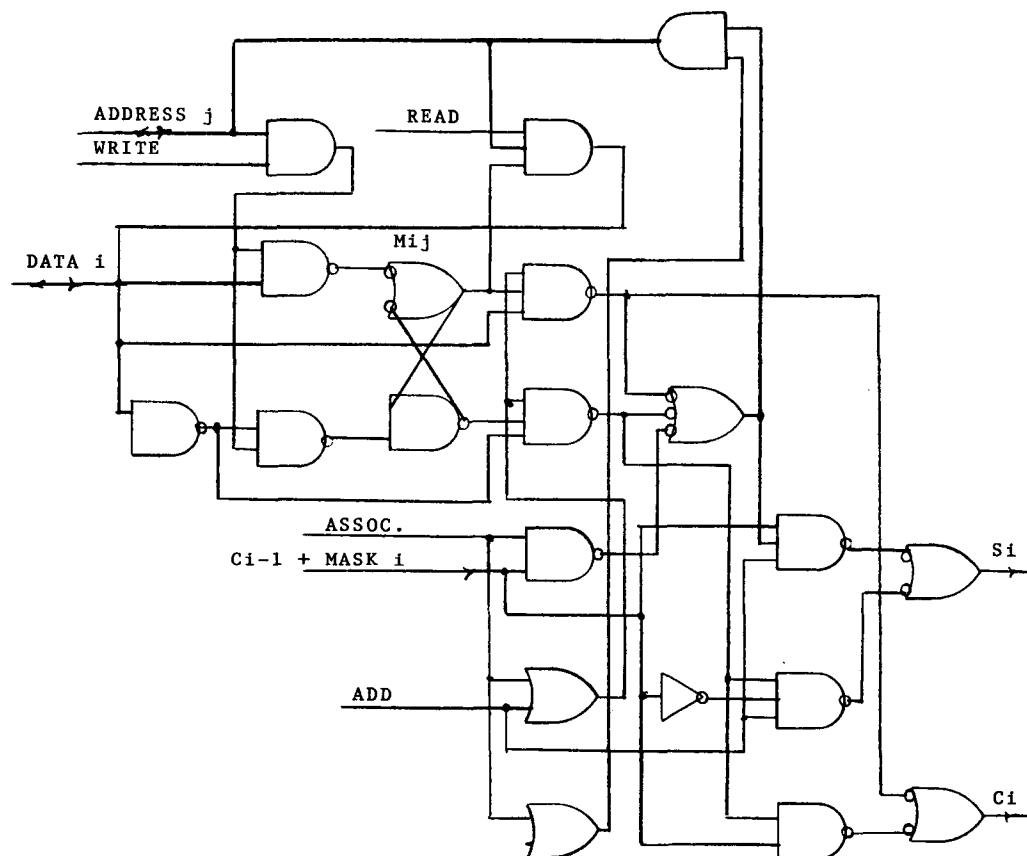 ADDRESS j
READ
WRITE
Mij
DATA i
ASSOC.
Ci-1 + MASK i
Si
ADD
Ci